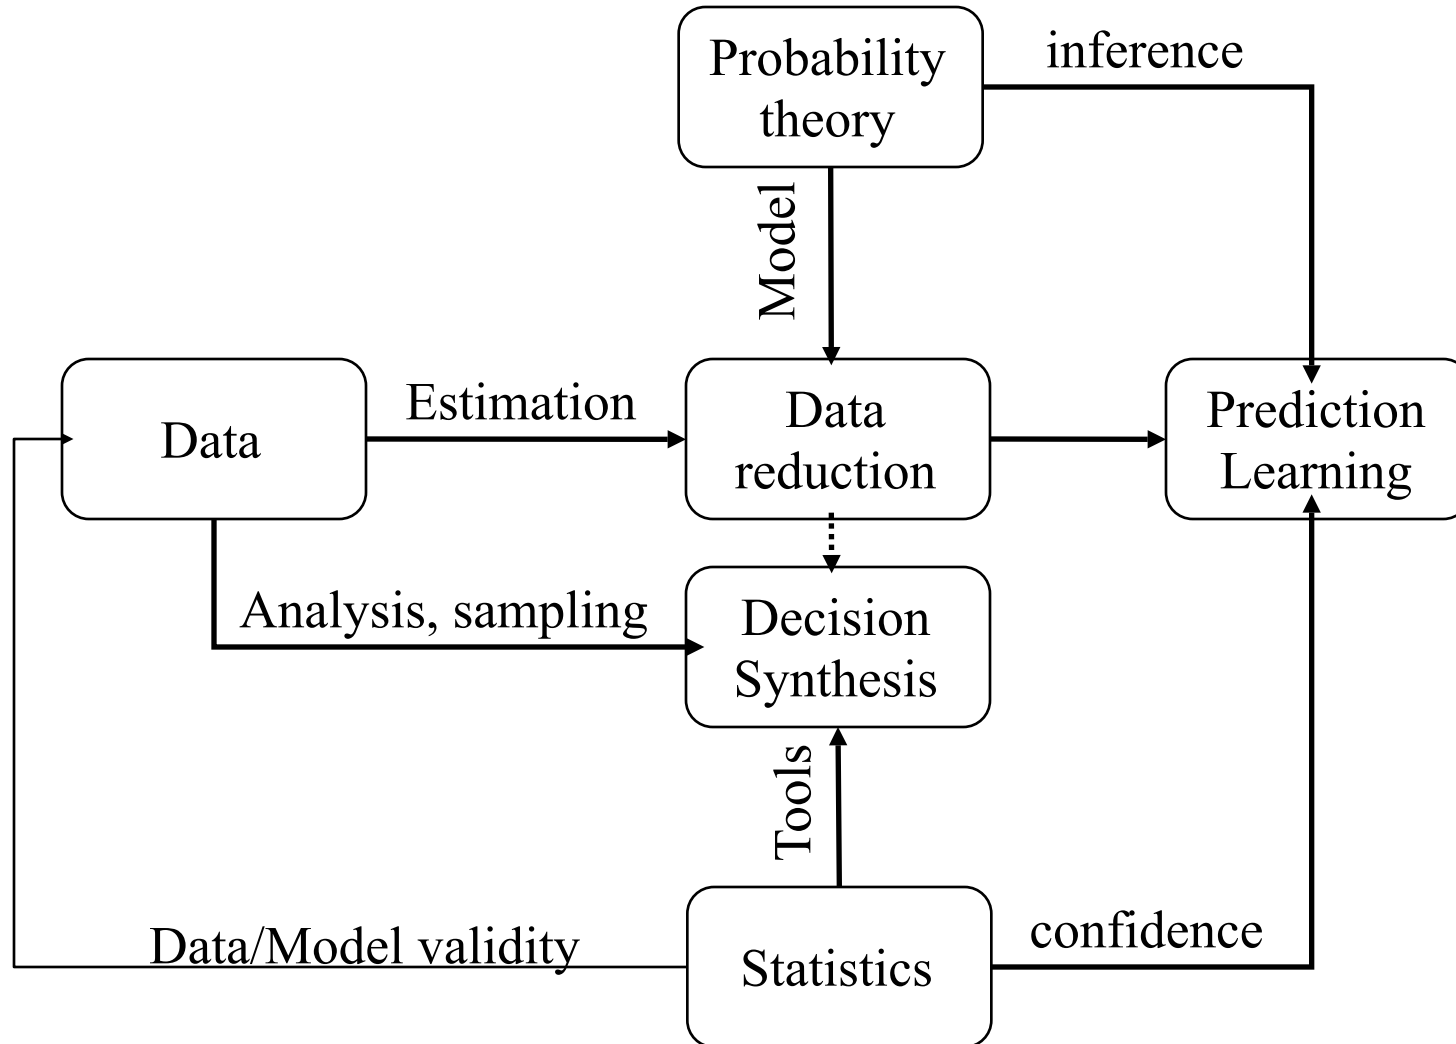 Probability
theory
inference
Model
Data
Estimation
Data
reduction
Prediction
Learning
Analysis, sampling
Decision
Synthesis
Tools
Data/Model validity
Statistics
confidence